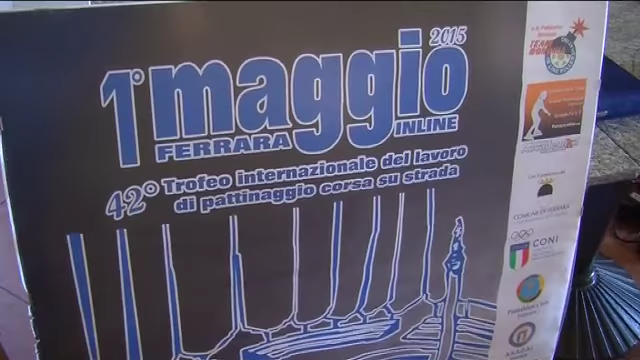 1° maggio
2015
FERRARA INLINE
42° Trofeo internazionale del lavoro
di pattinaggio corsa su strada
COMUNE DI FERRARA
CONI